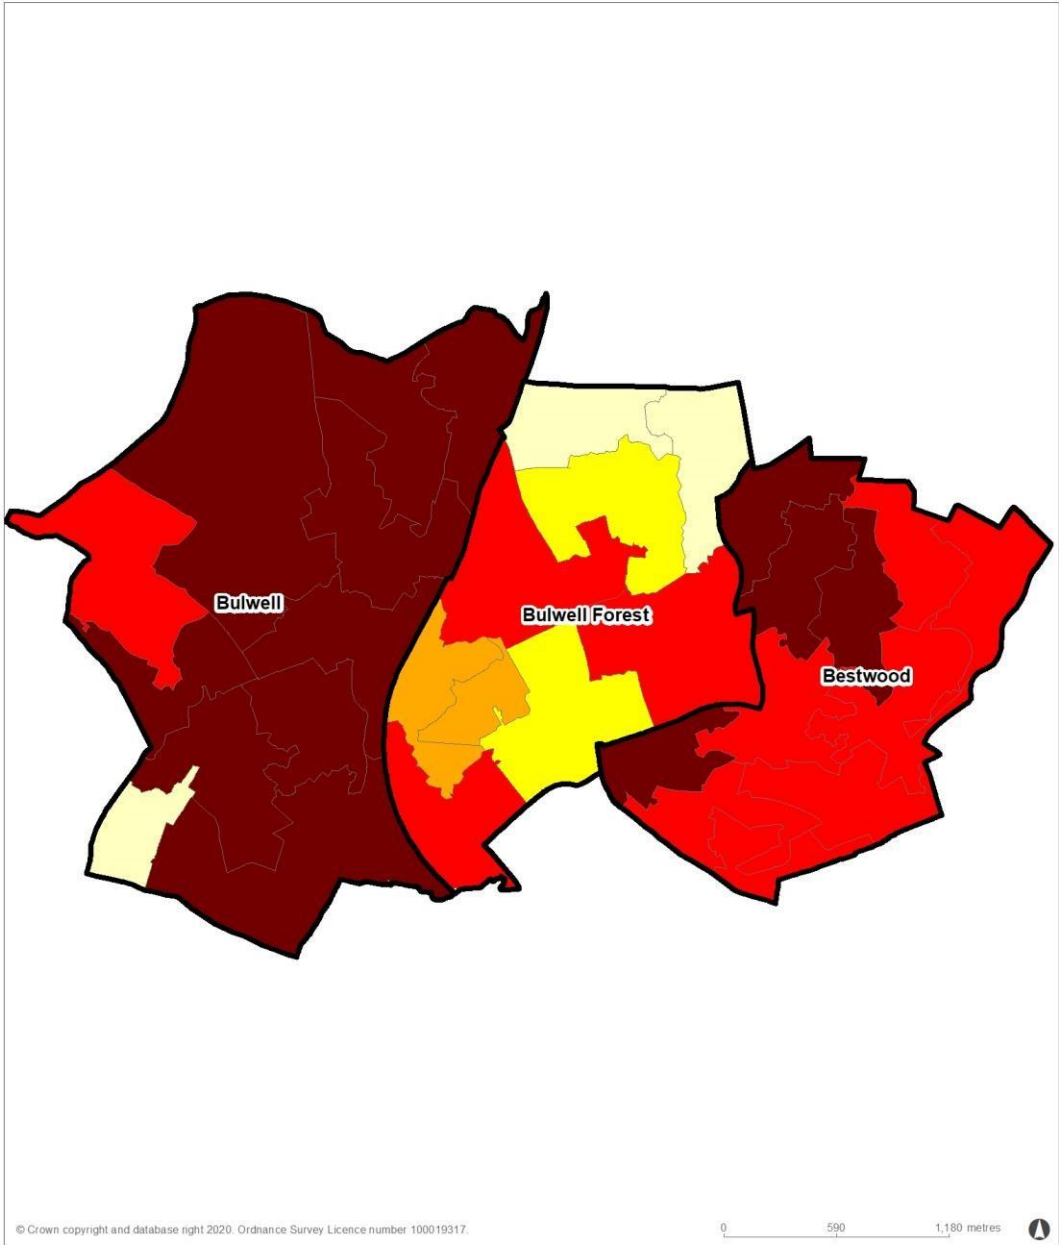 Bulwell
Bulwell Forest
Bestwood
© Crown copyright and database right 2020. Ordnance Survey Licence number 100019317.
0 590 1,180 metres